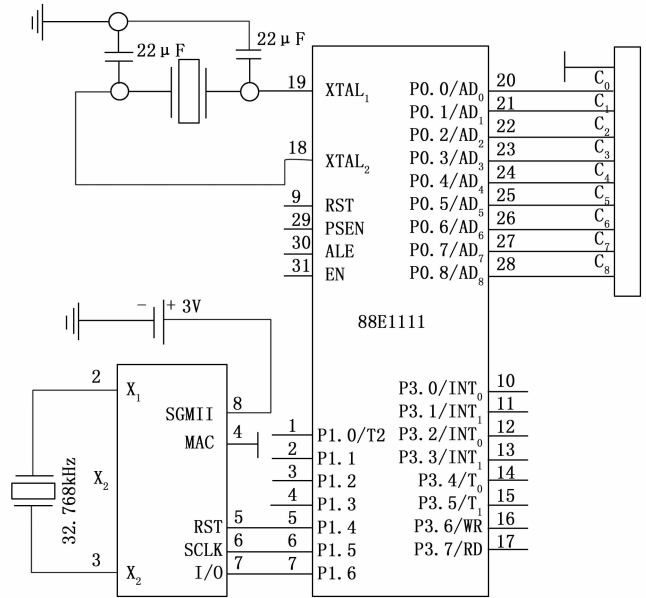 22μF
22μF
19
XTAL₁
18
XTAL₂
9
RST
29
PSEN
30
ALE
31
EN
P0.0/AD₀
20
C₀
P0.1/AD₁
21
C₁
P0.2/AD₂
22
C₂
P0.3/AD₃
23
C₃
P0.4/AD₄
24
C₄
P0.5/AD₅
25
C₅
P0.6/AD₆
26
C₆
P0.7/AD₇
27
C₇
P0.8/AD₈
28
C₈
88E1111
- + 3V
2
X₁
8
SGMII
4
MAC
X₂
32.768kHz
3
X₂
RST
5
SCLK
6
I/O
7
1
P1.0/T2
2
P1.1
3
P1.2
4
P1.3
5
P1.4
6
P1.5
7
P1.6
P3.0/INT₀
10
P3.1/INT₁
11
P3.2/INT₀
12
P3.3/INT₁
13
P3.4/T₀
14
P3.5/T₁
15
P3.6/WR
16
P3.7/RD
17